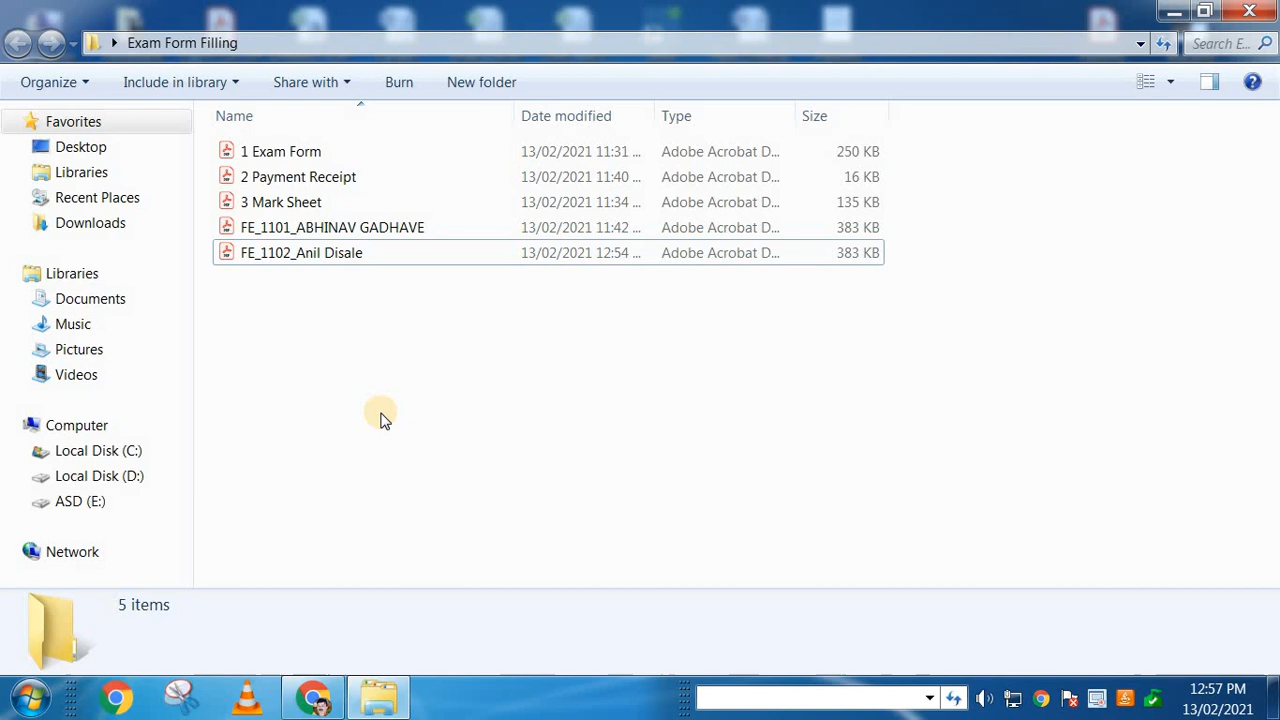 Exam Form Filling
Search E...
Organize
Include in library
Share with
Burn
New folder
Favorites
Desktop
Libraries
Recent Places
Downloads
Libraries
Documents
Music
Pictures
Videos
Computer
Local Disk (C:)
Local Disk (D:)
ASD (E:)
Network
Name Date modified Type Size
1 Exam Form 13/02/2021 11:31 ... Adobe Acrobat D... 250 KB
2 Payment Receipt 13/02/2021 11:40 ... Adobe Acrobat D... 16 KB
3 Mark Sheet 13/02/2021 11:34 ... Adobe Acrobat D... 135 KB
FE_1101_ABHINAV GADHAVE 13/02/2021 11:42 ... Adobe Acrobat D... 383 KB
FE_1102_Anil Disale 13/02/2021 12:54 ... Adobe Acrobat D... 383 KB
5 items
12:57 PM
13/02/2021